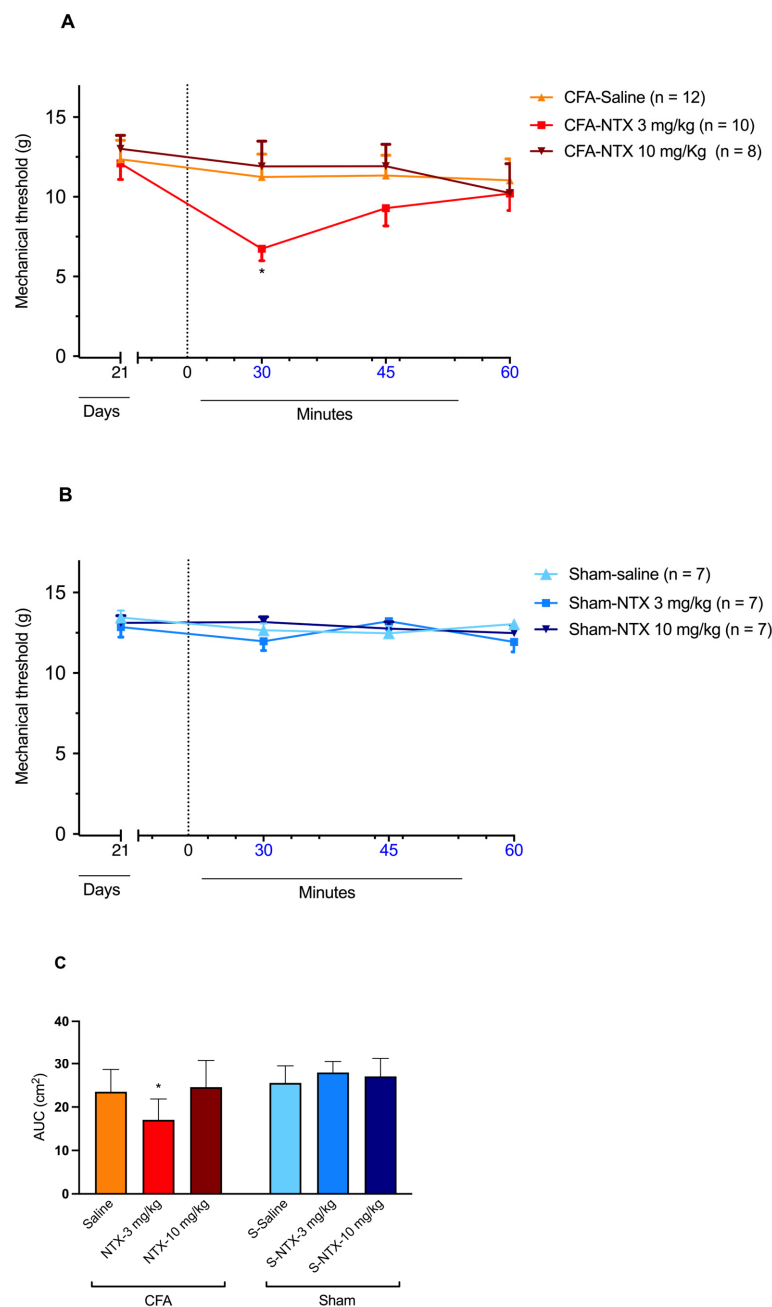 A
Mechanical threshold (g)
15
10
5
0
21
0
30
45
60
Days
Minutes
CFA-Saline (n = 12)
CFA-NTX 3 mg/kg (n = 10)
CFA-NTX 10 mg/Kg (n = 8)
*
B
Mechanical threshold (g)
15
10
5
0
21
0
30
45
60
Days
Minutes
Sham-saline (n = 7)
Sham-NTX 3 mg/kg (n = 7)
Sham-NTX 10 mg/kg (n = 7)
C
AUC (cm²)
40
30
20
10
0
*
Saline
NTX-3 mg/kg
NTX-10 mg/kg
S-Saline
S-NTX-3 mg/kg
S-NTX-10 mg/kg
CFA
Sham